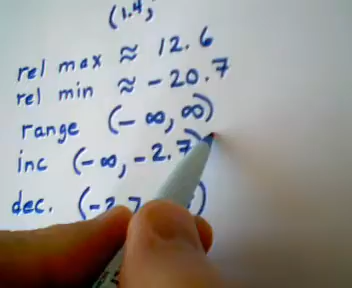 (1.4,
rel max ≈ 12.6
rel min ≈ -20.7
range (-∞, ∞)
inc (-∞, -2.7)
dec. (-2.7